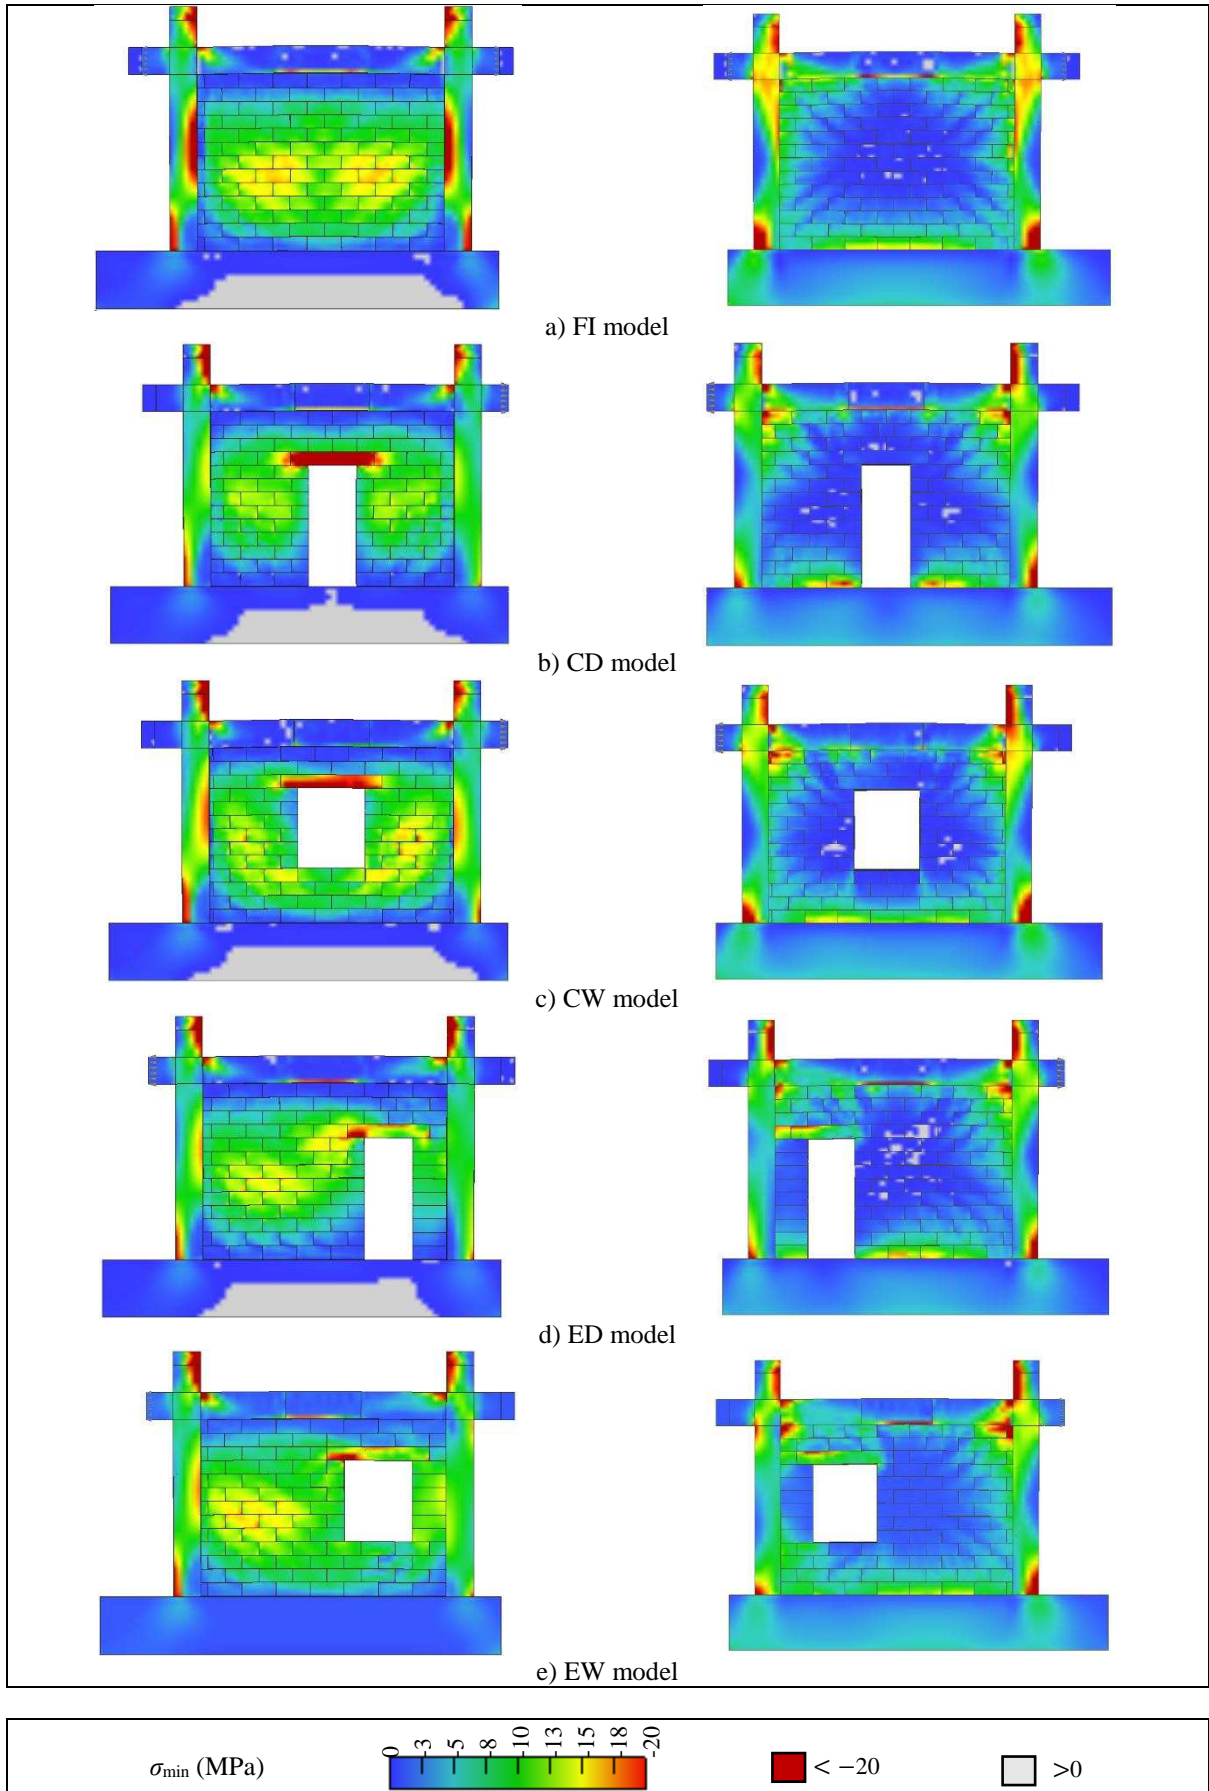 a) FI model
b) CD model
c) CW model
d) ED model
e) EW model
σmin (MPa)
0 -3 -5 -8 -10 -13 -15 -18 -20
< −20
>0